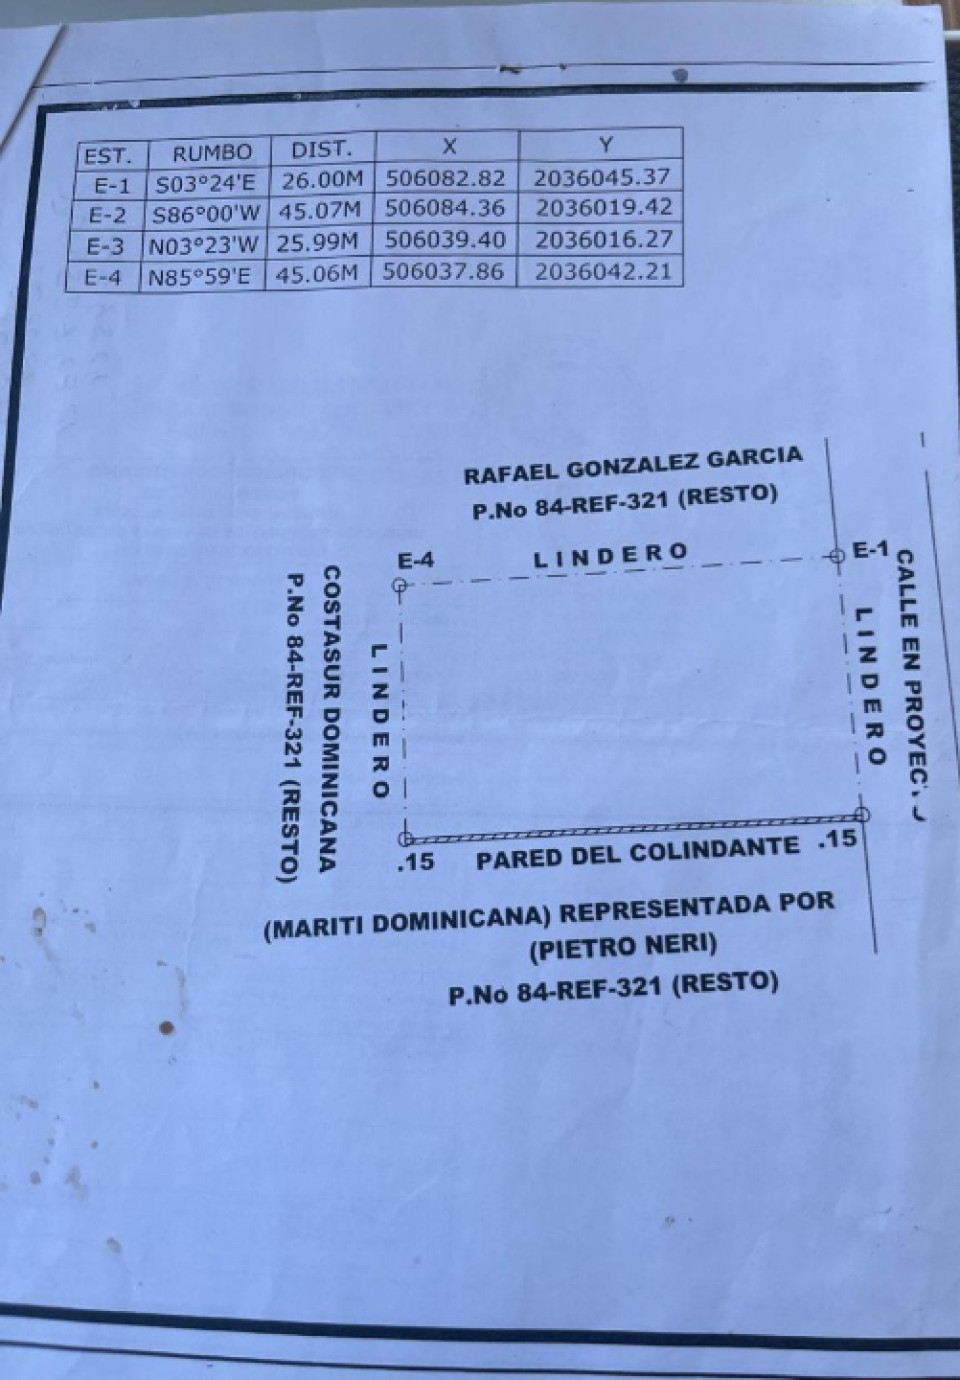 EST. RUMBO DIST. X Y
E-1 S03°24'E 26.00M 506082.82 2036045.37
E-2 S86°00'W 45.07M 506084.36 2036019.42
E-3 N03°23'W 25.99M 506039.40 2036016.27
E-4 N85°59'E 45.06M 506037.86 2036042.21
RAFAEL GONZALEZ GARCIA
P.No 84-REF-321 (RESTO)
E-4
LINDERO
E-1
COSTASUR DOMINICANA
P.No 84-REF-321 (RESTO)
LINDERO
LINDERO
CALLE EN
.15 PARED DEL COLINDANTE .15
(MARITI DOMINICANA) REPRESENTADA POR
(PIETRO NERI)
P.No 84-REF-321 (RESTO)